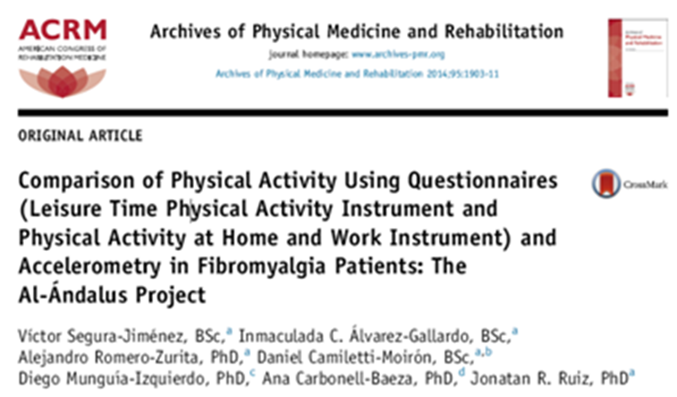 ACRM
AMERICAN CONGRESS OF
REHABILITATION MEDICINE
Archives of Physical Medicine and Rehabilitation
journal homepage: www.archives-pmr.org
Archives of Physical Medicine and Rehabilitation 2014;95:1903-11
ORIGINAL ARTICLE
Comparison of Physical Activity Using Questionnaires
(Leisure Time Physical Activity Instrument and
Physical Activity at Home and Work Instrument) and
Accelerometry in Fibromyalgia Patients: The
Al-Ándalus Project
CrossMark
Víctor Segura-Jiménez, BSc,a Inmaculada C. Álvarez-Gallardo, BSc,a
Alejandro Romero-Zurita, PhD,a Daniel Camiletti-Moirón, BSc,a,b
Diego Munguía-Izquierdo, PhD,c Ana Carbonell-Baeza, PhD,d Jonatan R. Ruiz, PhDa